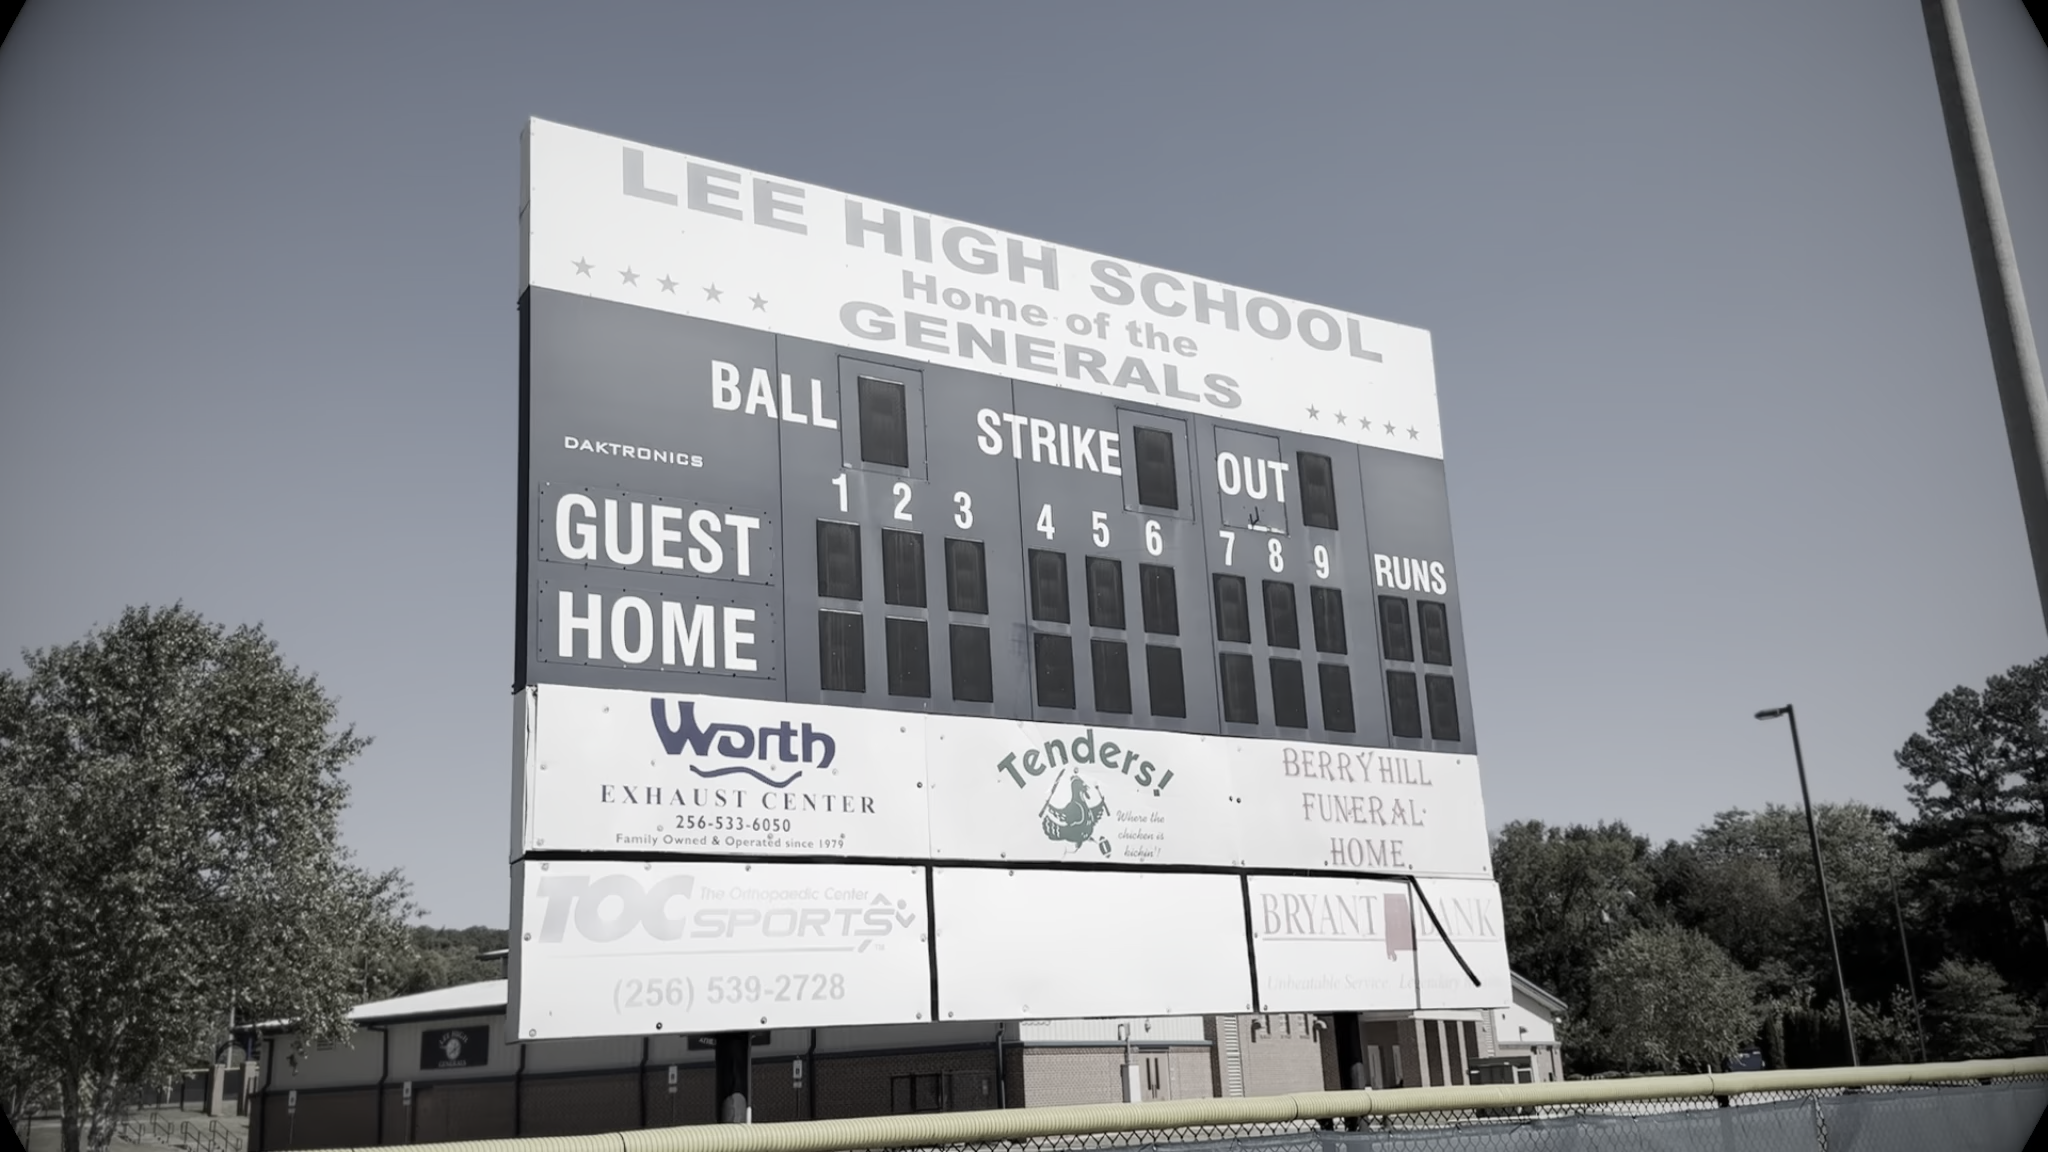 LEE HIGH SCHOOL
Home of the
GENERALS
BALL STRIKE OUT
DAKTRONICS
1 2 3 4 5 6 7 8 9 RUNS
GUEST
HOME
Worth
EXHAUST CENTER
256-533-6050
Family Owned & Operated since 1979
Tenders!
Where the
chicken is
kickin'!
BERRYHILL
FUNERAL
HOME
TOC The Orthopaedic Center
SPORTS
(256) 539-2728
BRYANT BANK
Unbeatable Service. Legendary